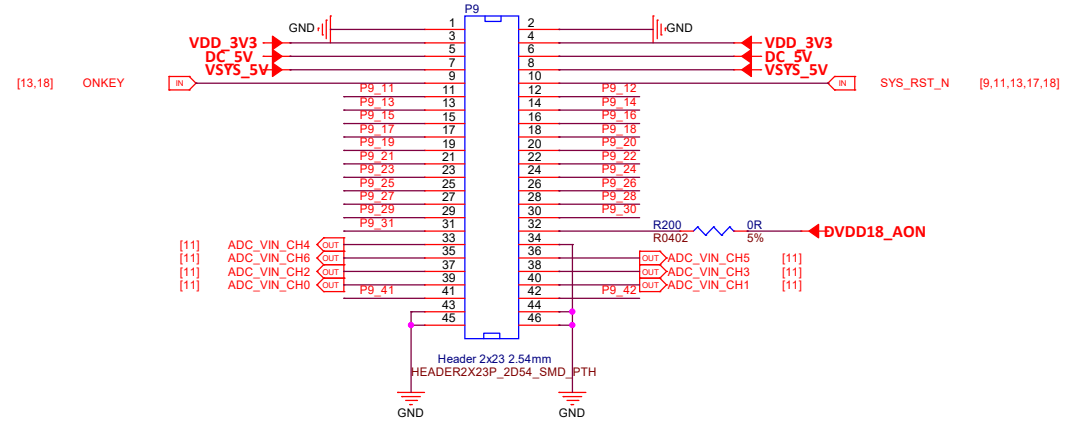 P9
GND 1 2 GND
VDD_3V3 3 4 VDD_3V3
DC_5V 5 6 DC_5V
VSYS_5V 7 8 VSYS_5V
[13,18] ONKEY IN 9 10 IN SYS_RST_N [9,11,13,17,18]
P9_11 11 12 P9_12
P9_13 13 14 P9_14
P9_15 15 16 P9_16
P9_17 17 18 P9_18
P9_19 19 20 P9_20
P9_21 21 22 P9_22
P9_23 23 24 P9_24
P9_25 25 26 P9_26
P9_27 27 28 P9_28
P9_29 29 30 P9_30
P9_31 31 32 R200 0R DVDD18_AON
R0402 5%
[11] ADC_VIN_CH4 OUT 33 34
[11] ADC_VIN_CH6 OUT 35 36 OUT ADC_VIN_CH5 [11]
[11] ADC_VIN_CH2 OUT 37 38 OUT ADC_VIN_CH3 [11]
[11] ADC_VIN_CH0 OUT 39 40 OUT ADC_VIN_CH1 [11]
P9_41 41 42 P9_42
43 44
45 46
Header 2x23 2.54mm
HEADER2X23P_2D54_SMD_PTH
GND GND